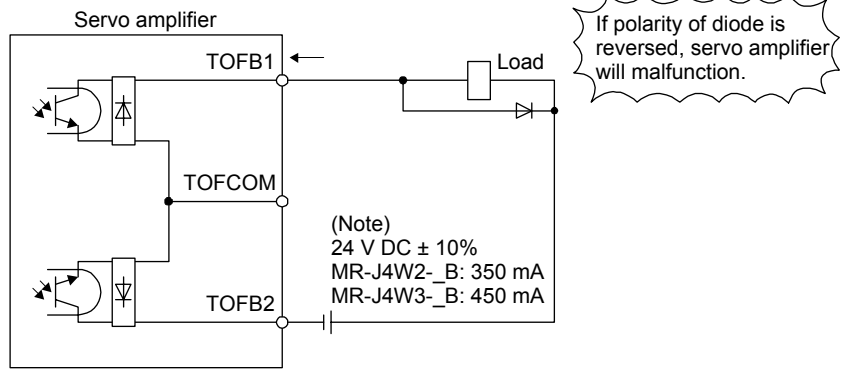 Servo amplifier
If polarity of diode is
reversed, servo amplifier
will malfunction.
TOFB1
Load
TOFCOM
(Note)
24 V DC ± 10%
MR-J4W2-_B: 350 mA
MR-J4W3-_B: 450 mA
TOFB2